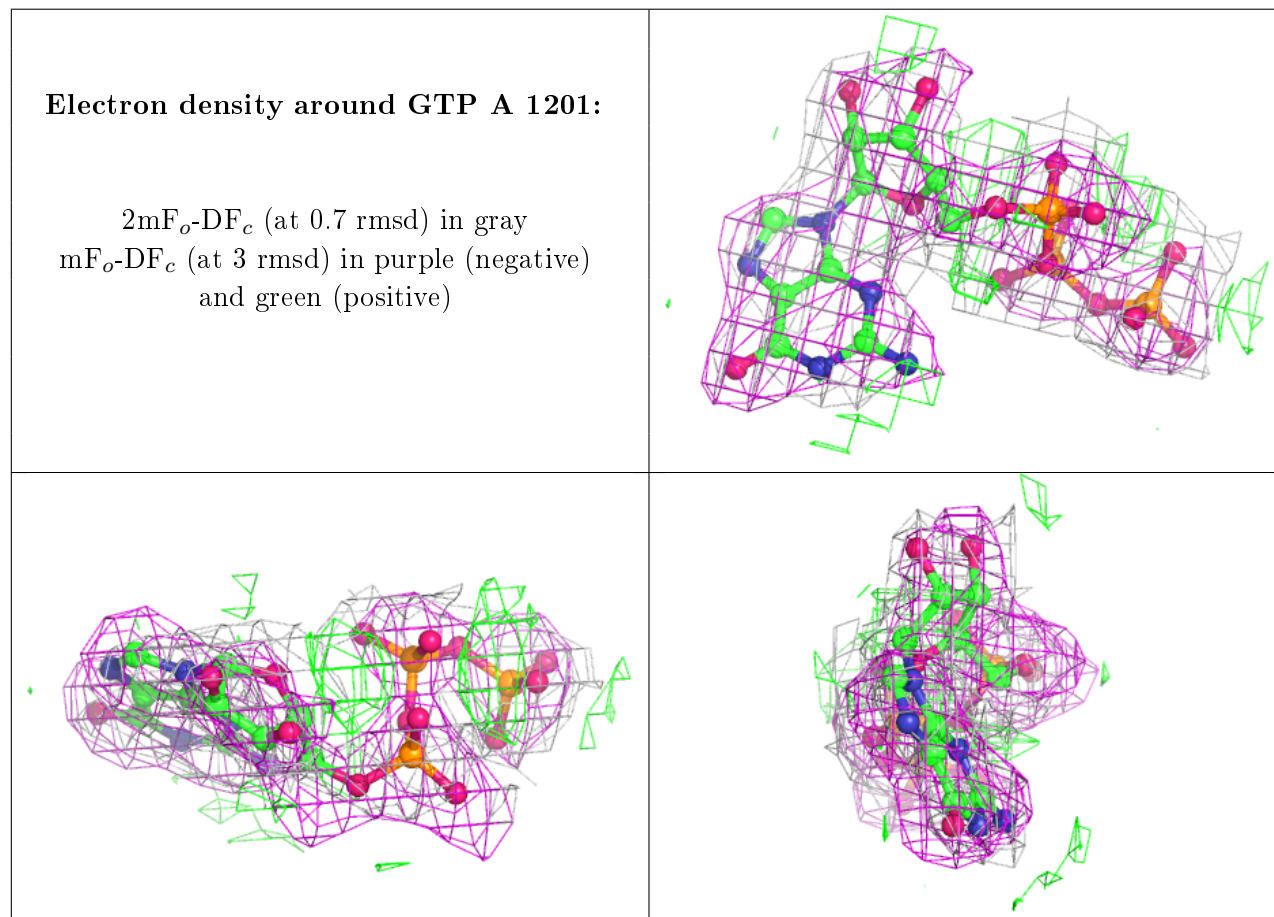 Electron density around GTP A 1201:
2mFₒ-DF𝒸 (at 0.7 rmsd) in gray
mFₒ-DF𝒸 (at 3 rmsd) in purple (negative)
and green (positive)